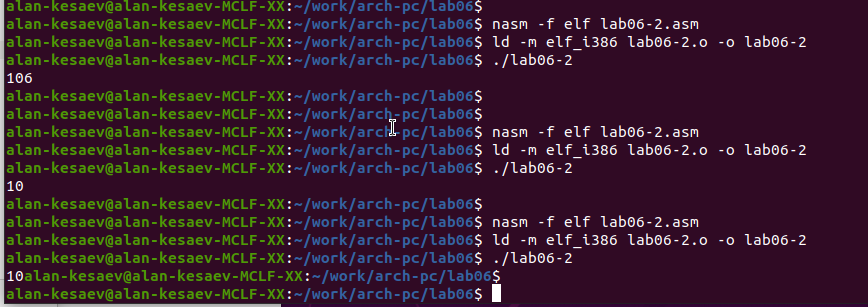 alan-kesaev@alan-kesaev-MCLF-XX:~/work/arch-pc/lab06$
alan-kesaev@alan-kesaev-MCLF-XX:~/work/arch-pc/lab06$ nasm -f elf lab06-2.asm
alan-kesaev@alan-kesaev-MCLF-XX:~/work/arch-pc/lab06$ ld -m elf_i386 lab06-2.o -o lab06-2
alan-kesaev@alan-kesaev-MCLF-XX:~/work/arch-pc/lab06$ ./lab06-2
106
alan-kesaev@alan-kesaev-MCLF-XX:~/work/arch-pc/lab06$
alan-kesaev@alan-kesaev-MCLF-XX:~/work/arch-pc/lab06$
alan-kesaev@alan-kesaev-MCLF-XX:~/work/arch-pc/lab06$ nasm -f elf lab06-2.asm
alan-kesaev@alan-kesaev-MCLF-XX:~/work/arch-pc/lab06$ ld -m elf_i386 lab06-2.o -o lab06-2
alan-kesaev@alan-kesaev-MCLF-XX:~/work/arch-pc/lab06$ ./lab06-2
10
alan-kesaev@alan-kesaev-MCLF-XX:~/work/arch-pc/lab06$
alan-kesaev@alan-kesaev-MCLF-XX:~/work/arch-pc/lab06$ nasm -f elf lab06-2.asm
alan-kesaev@alan-kesaev-MCLF-XX:~/work/arch-pc/lab06$ ld -m elf_i386 lab06-2.o -o lab06-2
alan-kesaev@alan-kesaev-MCLF-XX:~/work/arch-pc/lab06$ ./lab06-2
10alan-kesaev@alan-kesaev-MCLF-XX:~/work/arch-pc/lab06$
alan-kesaev@alan-kesaev-MCLF-XX:~/work/arch-pc/lab06$